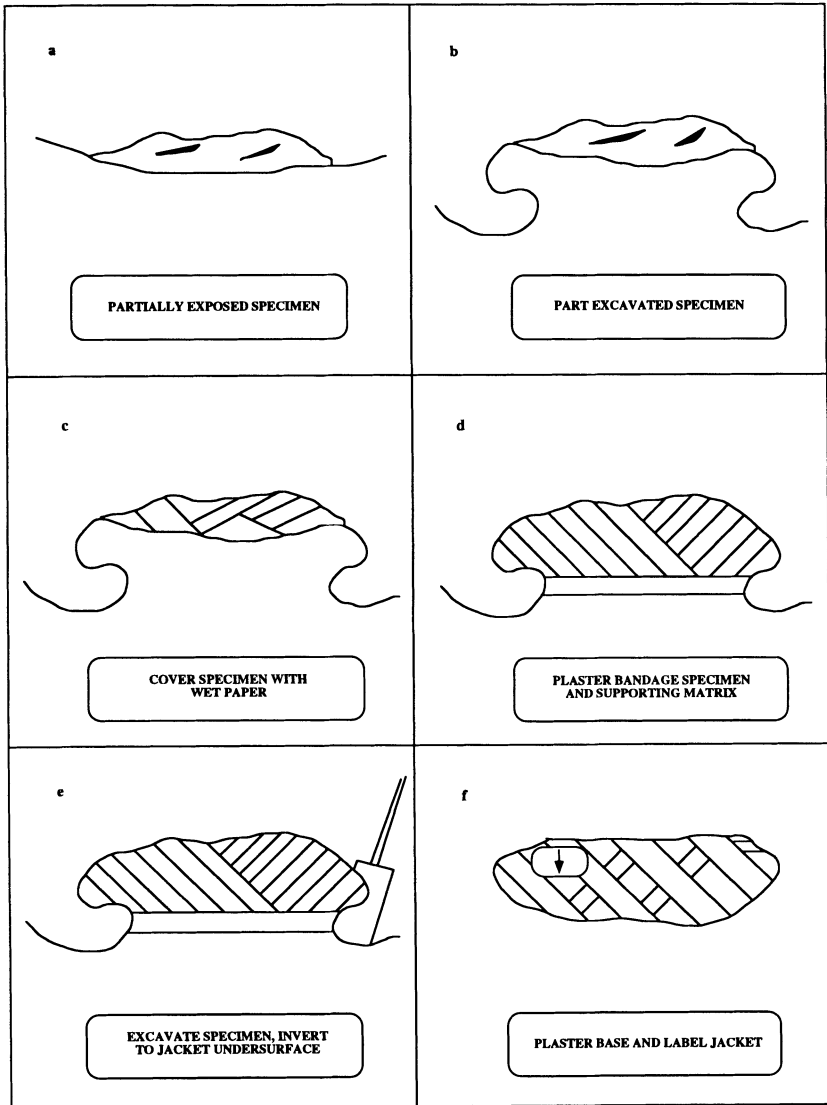 a
PARTIALLY EXPOSED SPECIMEN
b
PART EXCAVATED SPECIMEN
c
COVER SPECIMEN WITH
WET PAPER
d
PLASTER BANDAGE SPECIMEN
AND SUPPORTING MATRIX
e
EXCAVATE SPECIMEN, INVERT
TO JACKET UNDERSURFACE
f
PLASTER BASE AND LABEL JACKET